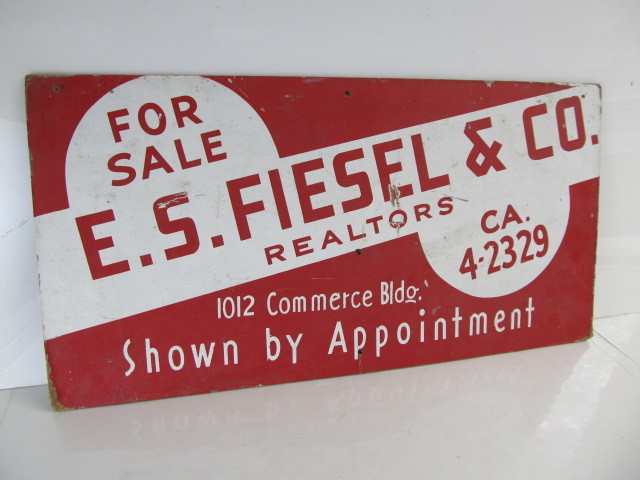 FOR
SALE
E.S. FIESEL & CO.
REALTORS
CA.
4-2329
1012 Commerce Bldg.
Shown by Appointment